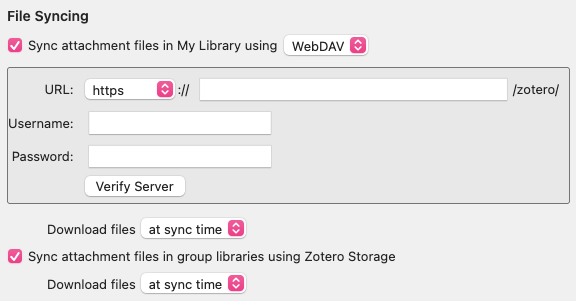 File Syncing
Sync attachment files in My Library using WebDAV
URL: https :// /zotero/
Username:
Password:
Verify Server
Download files at sync time
Sync attachment files in group libraries using Zotero Storage
Download files at sync time